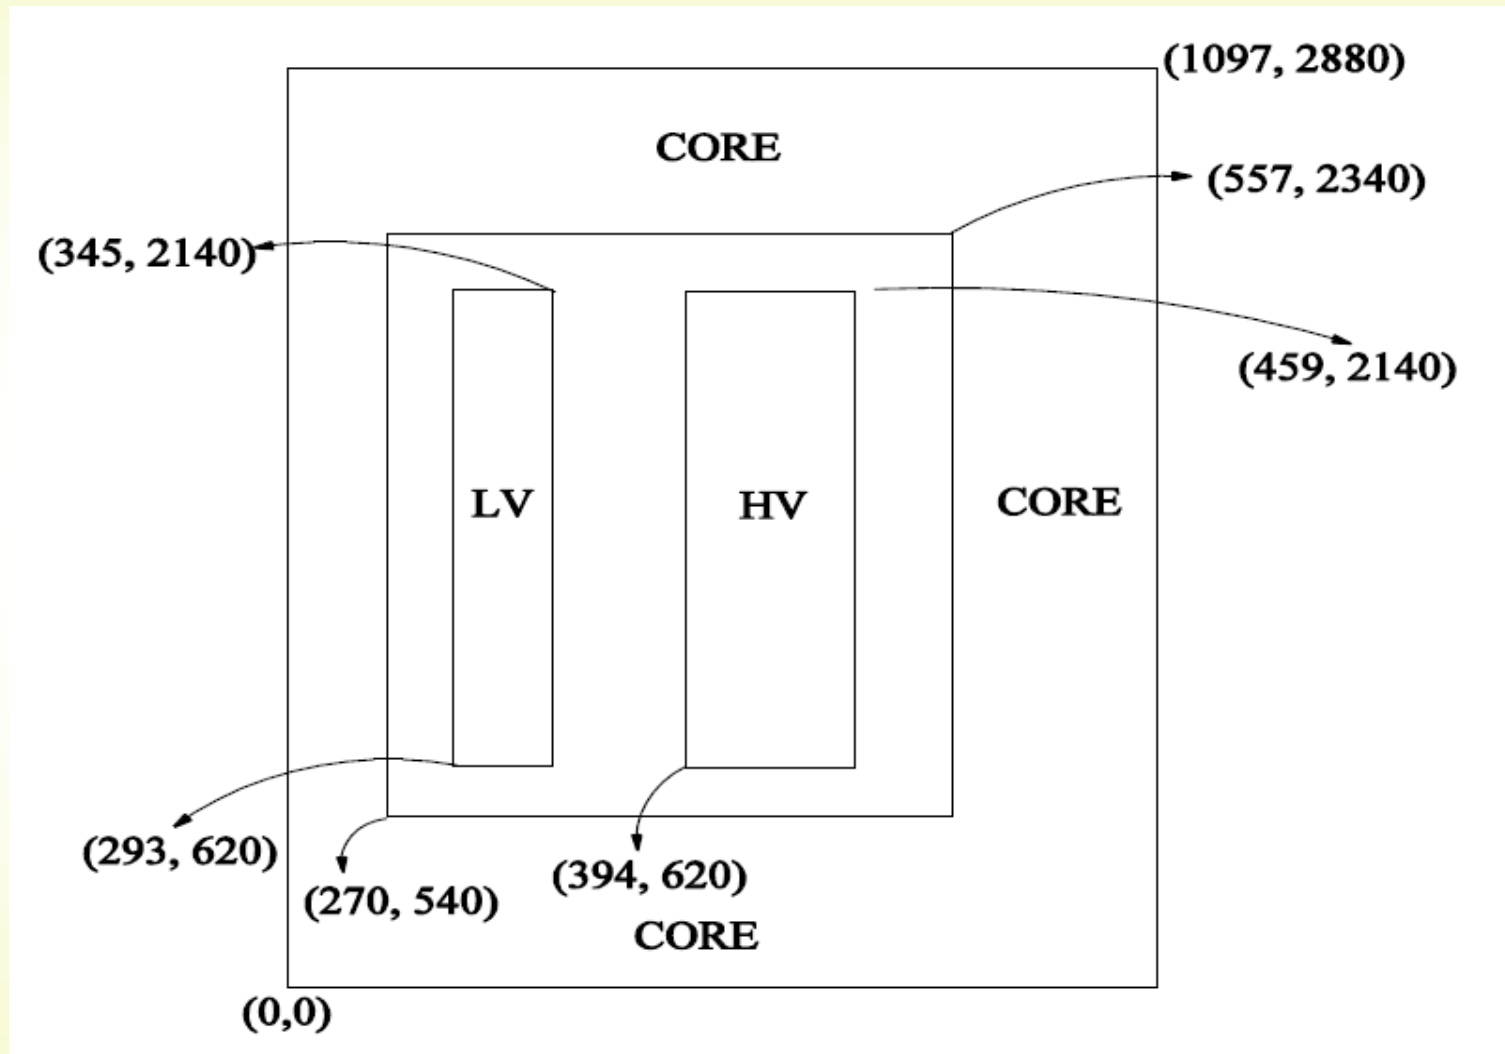 (1097, 2880)
CORE
(557, 2340)
(345, 2140)
(459, 2140)
LV
HV
CORE
(293, 620)
(394, 620)
(270, 540)
CORE
(0,0)